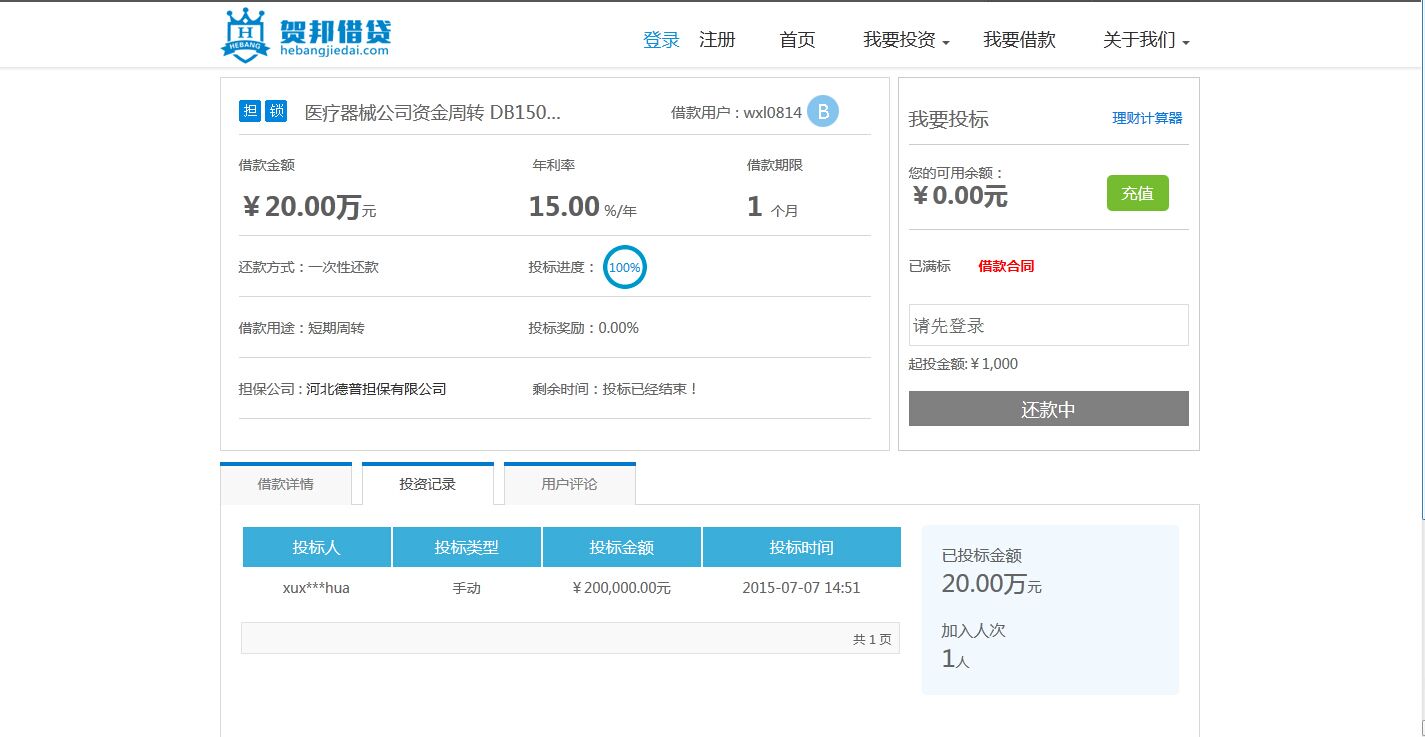 H
HEBANG
贺邦借贷
hebangjiedai.com
登录 注册 首页 我要投资 我要借款 关于我们
担 锁 医疗器械公司资金周转 DB150... 借款用户 : wxl0814 B
借款金额 年利率 借款期限
￥20.00万元 15.00 %/年 1 个月
还款方式：一次性还款 投标进度： 100%
借款用途：短期周转 投标奖励：0.00%
担保公司 : 河北德普担保有限公司 剩余时间：投标已经结束！
我要投标 理财计算器
您的可用余额：
￥0.00元 充值
已满标 借款合同
请先登录
起投金额:￥1,000
还款中
借款详情 投资记录 用户评论
投标人 投标类型 投标金额 投标时间
xux***hua 手动 ￥200,000.00元 2015-07-07 14:51
共 1 页
已投标金额
20.00万元
加入人次
1人